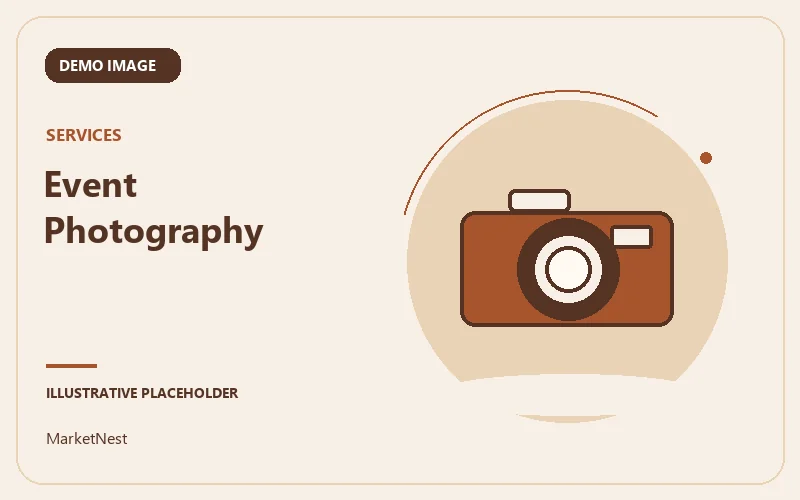 DEMO IMAGE
SERVICES
Event
Photography
ILLUSTRATIVE PLACEHOLDER
MarketNest